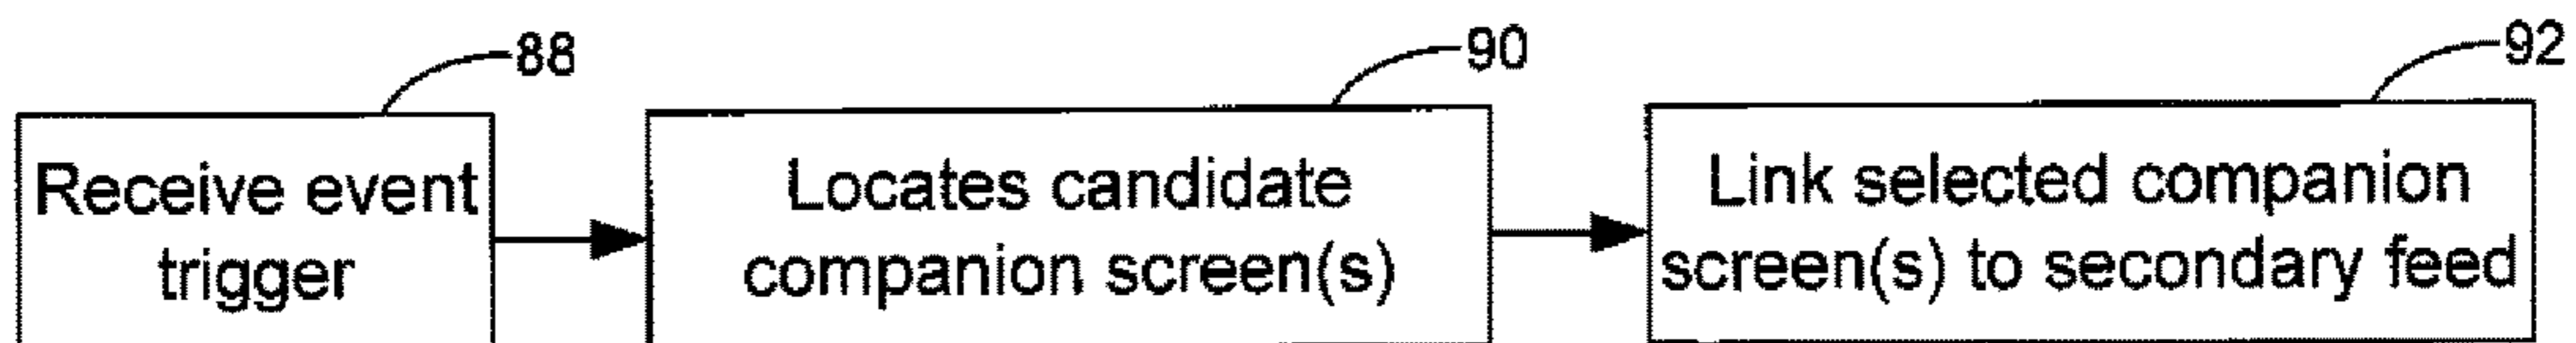 88
90
92
Receive event
trigger
Locates candidate
companion screen(s)
Link selected companion
screen(s) to secondary feed